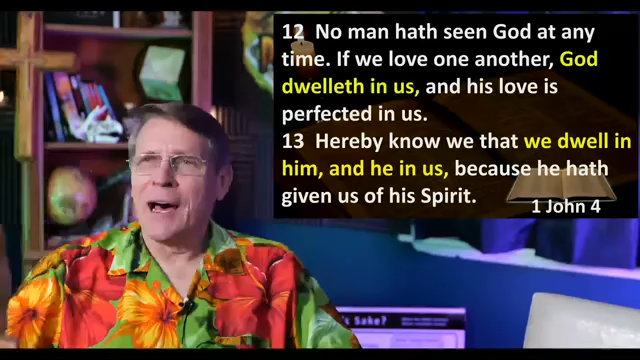 12 No man hath seen God at any
time. If we love one another, God
dwelleth in us, and his love is
perfected in us.
13 Hereby know we that we dwell in
him, and he in us, because he hath
given us of his Spirit.
1 John 4
Sake?